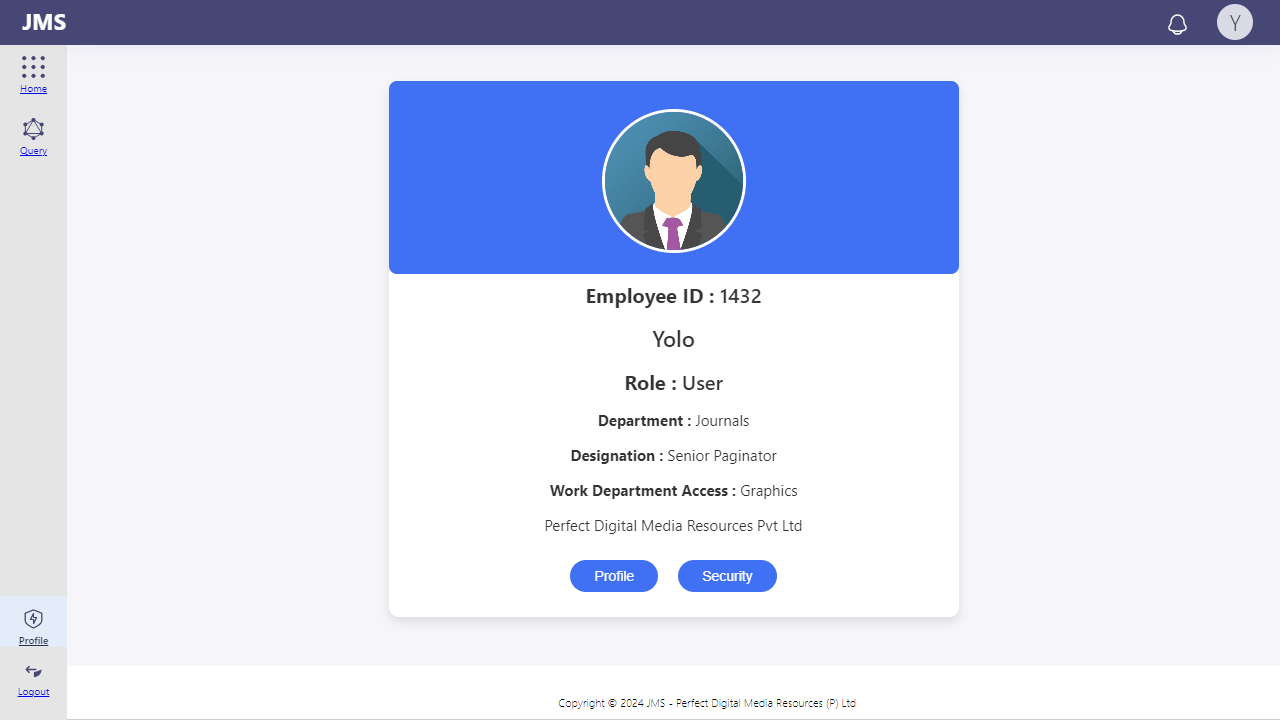 JMS
Y
Home
Query
Employee ID : 1432
Yolo
Role : User
Department : Journals
Designation : Senior Paginator
Work Department Access : Graphics
Perfect Digital Media Resources Pvt Ltd
Profile Security
Profile
Logout
Copyright © 2024 JMS - Perfect Digital Media Resources (P) Ltd